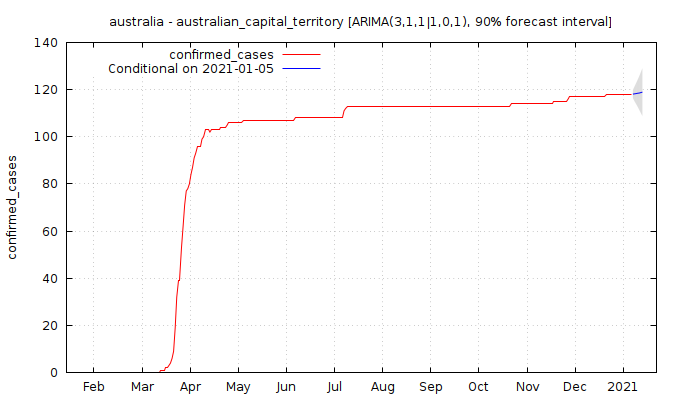 australia - australian_capital_territory [ARIMA(3,1,1|1,0,1), 90% forecast interval]
140
confirmed_cases
Conditional on 2021-01-05
120
100
80
60
40
20
0
confirmed_cases
Feb Mar Apr May Jun Jul Aug Sep Oct Nov Dec 2021